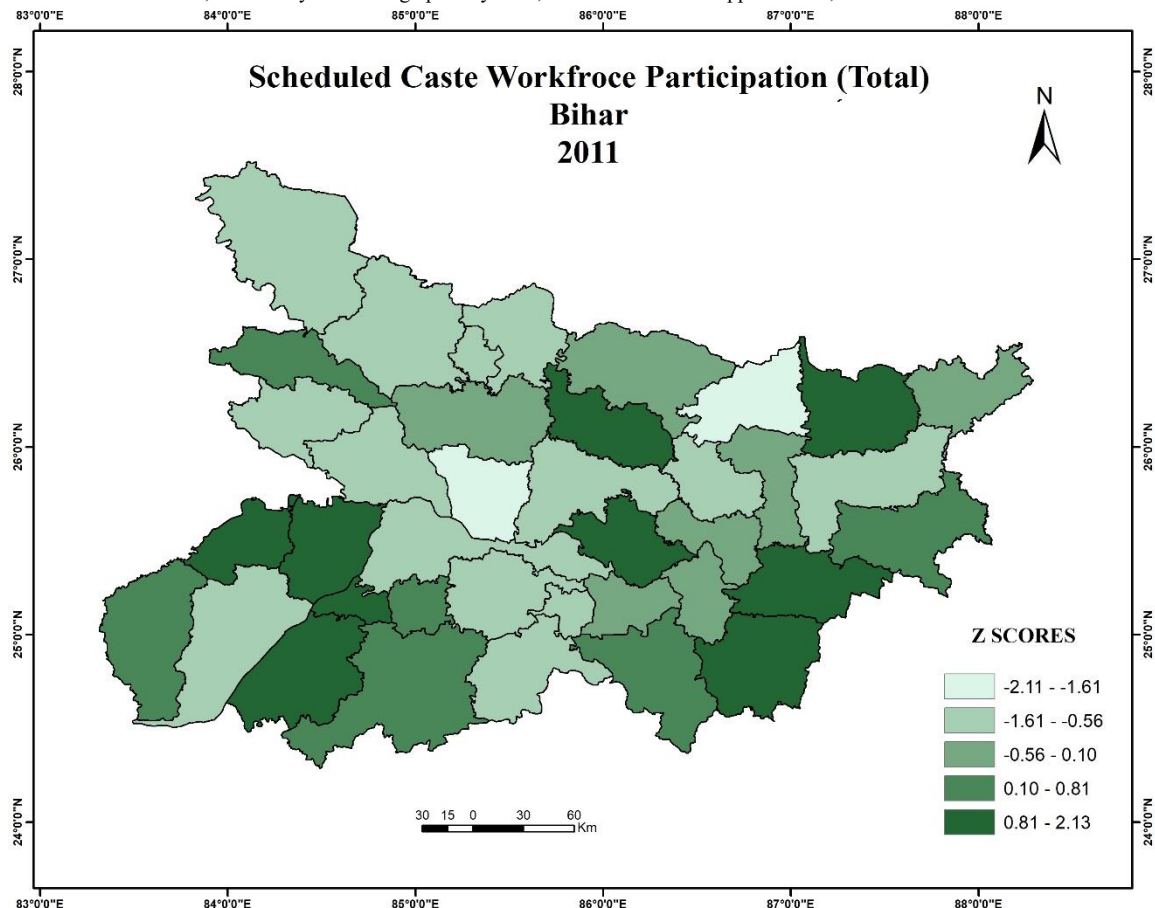 83°0'0"E 84°0'0"E 85°0'0"E 86°0'0"E 87°0'0"E 88°0'0"E
28°0'0"N
27°0'0"N
26°0'0"N
25°0'0"N
24°0'0"N
Scheduled Caste Workfroce Participation (Total)
Bihar
2011
N
Z SCORES
-2.11 - -1.61
-1.61 - -0.56
-0.56 - 0.10
0.10 - 0.81
0.81 - 2.13
30 15 0 30 60
Km
28°0'0"N
27°0'0"N
26°0'0"N
25°0'0"N
24°0'0"N
83°0'0"E 84°0'0"E 85°0'0"E 86°0'0"E 87°0'0"E 88°0'0"E